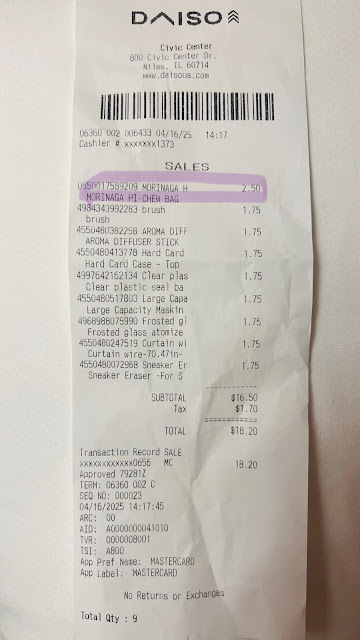 DAISO
Civic Center
800 Civic Center Dr.
Niles, IL 60714
www.daisous.com
06360 002 006433 04/16/25 14:17
Cashier # xxxxxxx1373
SALES
0850017589209 MORINAGA H 2.50
MORINAGA HI-CHEW BAG
4984343992283 brush 1.75
brush
4550480382258 AROMA DIFF 1.75
AROMA DIFFUSER STICK
4550480413778 Hard Card 1.75
Hard Card Case - Top
4997642162134 Clear plas 1.75
Clear plastic seal ba
4550480517803 Large Capa 1.75
Large Capacity Maskin
4968988075990 Frosted gl 1.75
Frosted glass atomize
4550480247519 Curtain wi 1.75
Curtain wire-70.47in-
4550480072968 Sneaker Er 1.75
Sneaker Eraser -For S
SUBTOTAL $16.50
Tax $1.70
TOTAL $18.20
Transaction Record SALE
xxxxxxxxxxxx0656 MC 18.20
Approved 79281Z
TERM: 06360 002 C
SEQ NO: 000023
04/16/2025 14:17:45
ARC: 00
AID: A0000000041010
TVR: 0000008001
TSI: A800
App Pref Name: MASTERCARD
App Label: MASTERCARD
No Returns or Exchanges
Total Qty : 9